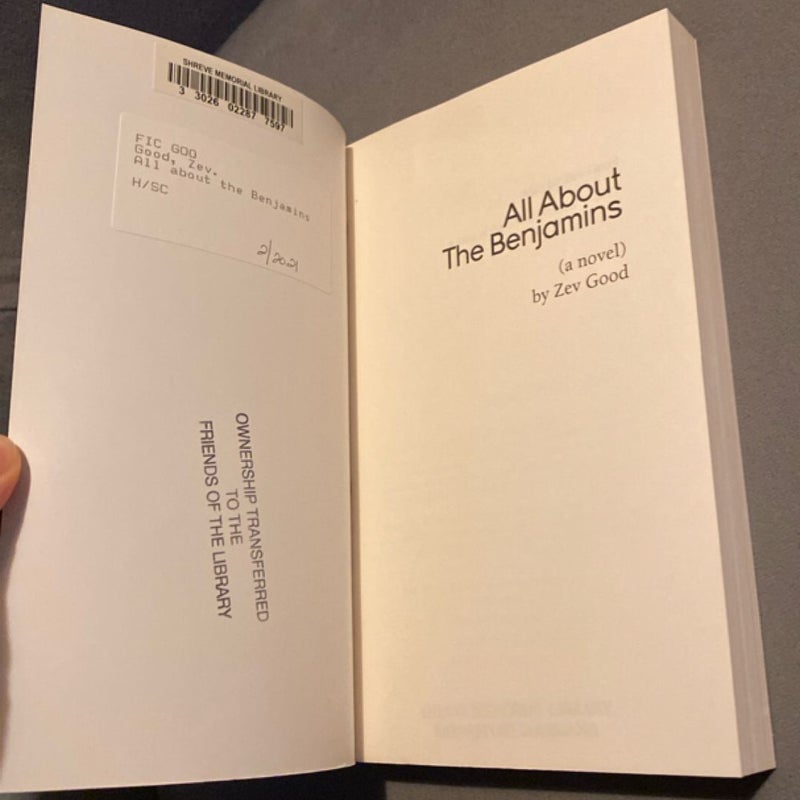 SHREVE MEMORIAL LIBRARY
3 3026 02287 7597
FIC GOO
Good, Zev.
All about the Benjamins
H/SC
2/2021
OWNERSHIP TRANSFERRED
TO THE
FRIENDS OF THE LIBRARY
All About
The Benjamins
(a novel)
by Zev Good